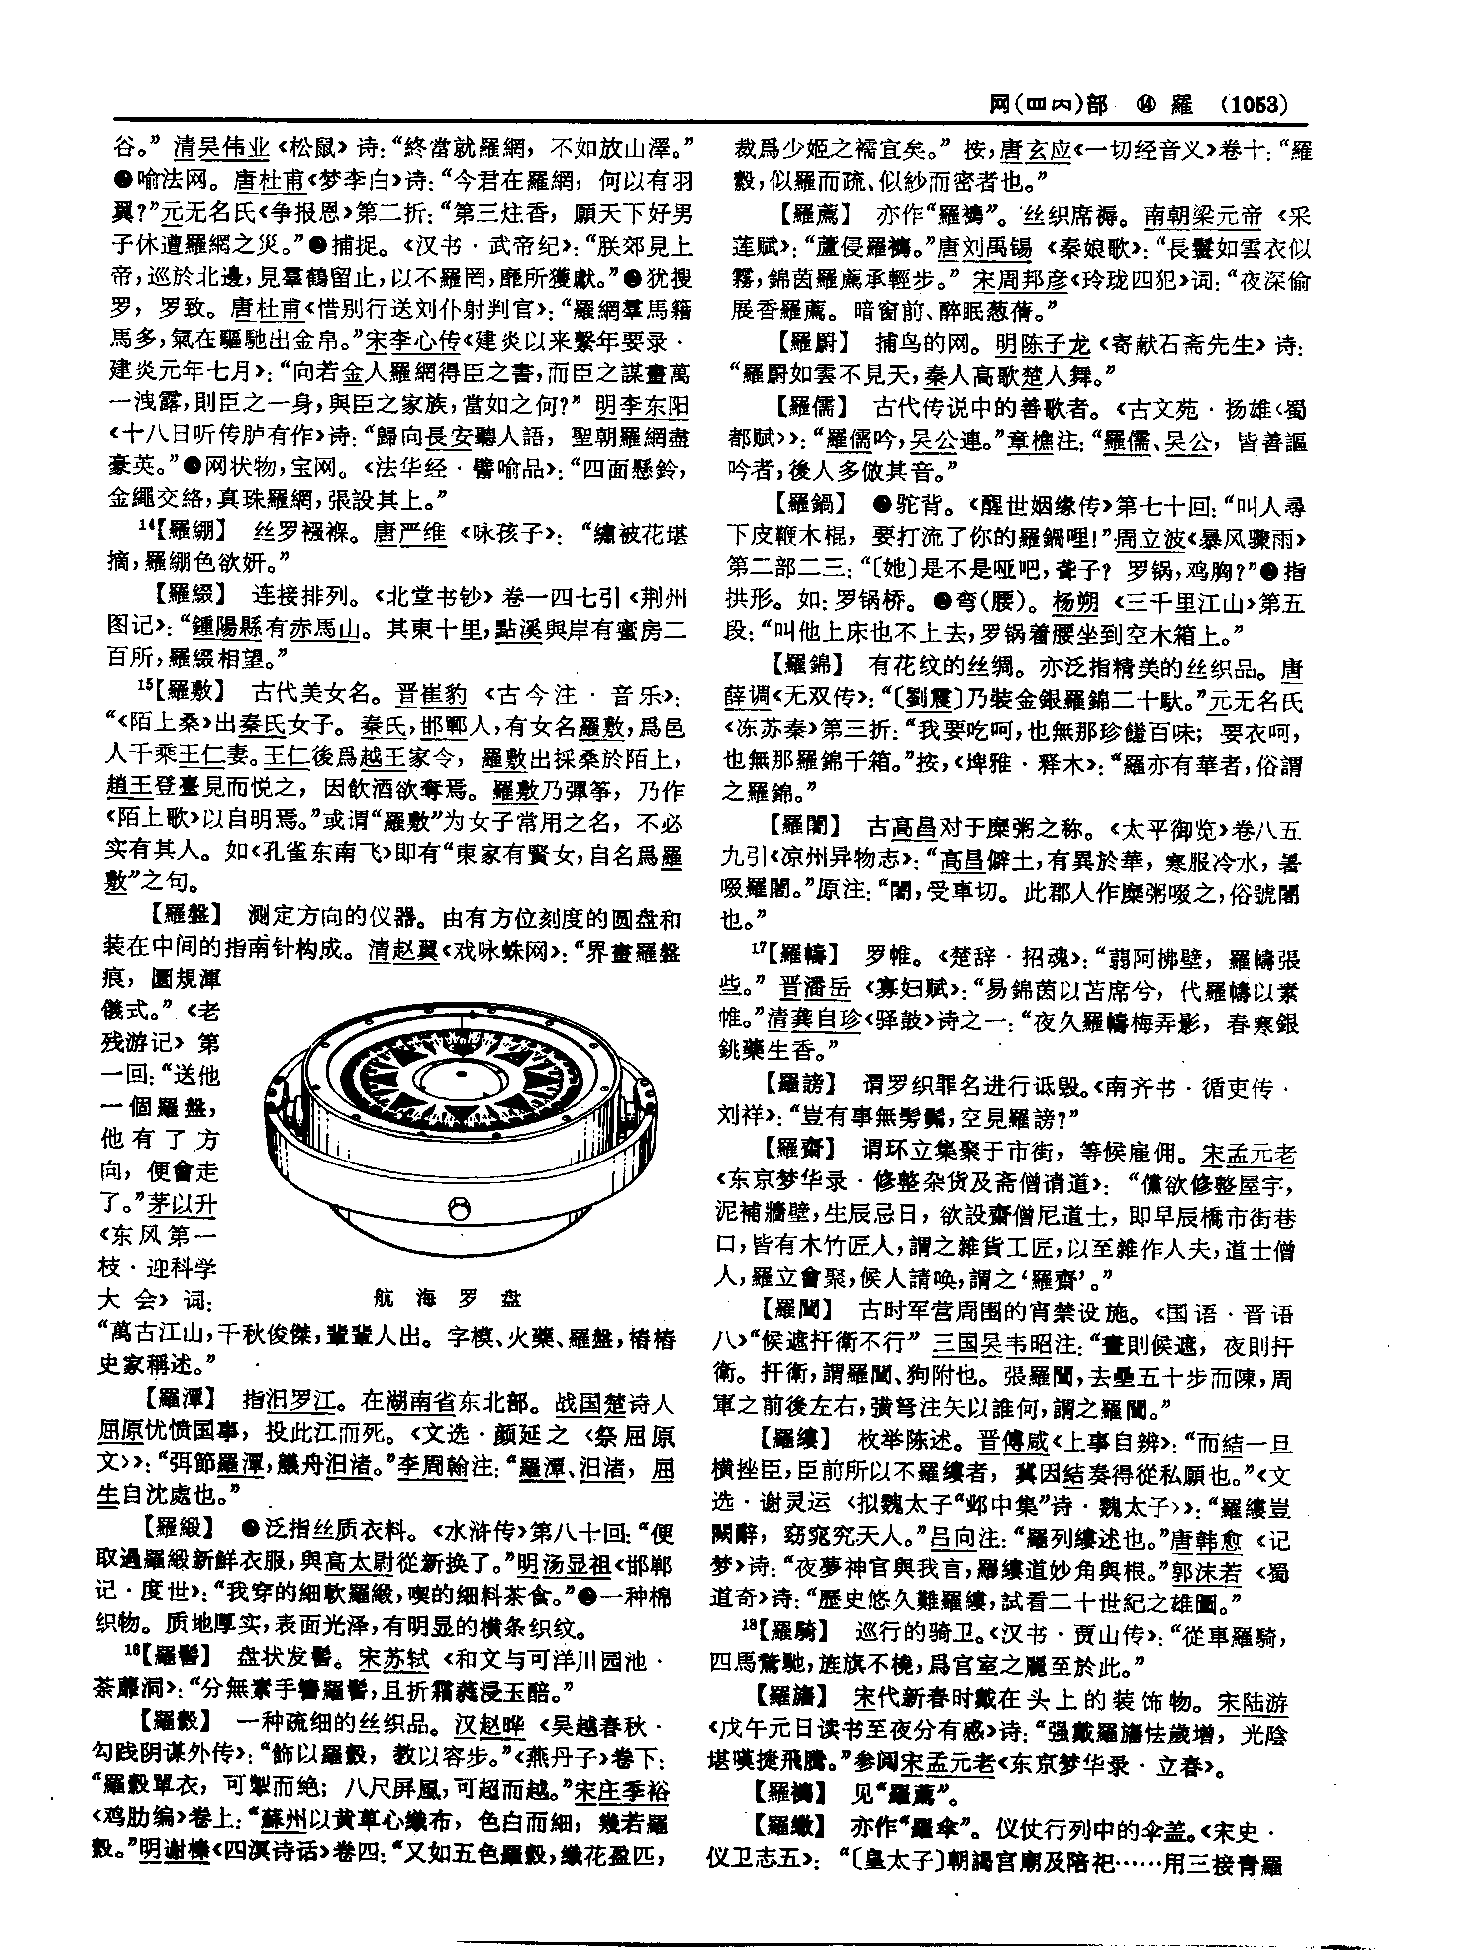 网(罒𦉫)部 ⑭ 羅 (1053)
谷。” 清吴伟业《松鼠》诗:“終當就羅網, 不如放山澤。”
喻法网。 唐杜甫《梦李白》诗:“今君在羅網, 何以有羽
翼?”元无名氏《争报恩》第二折:“第三炷香, 願天下好男
子休遭羅網之災。” 捕捉。《汉书·武帝纪》:“朕郊見上
帝,巡於北邊,見羣鶴留止,以不羅罔,靡所獲獻。” 犹搜
罗, 罗致。 唐杜甫《惜别行送刘仆射判官》:“羅網羣馬籍
馬多,氣在驅馳出金帛。”宋李心传《建炎以来繫年要录·
建炎元年七月》:“向若金人羅網得臣之書,而臣之謀畫萬
一洩露,則臣之一身,與臣之家族,當如之何?” 明李东阳
《十八日听传胪有作》诗:“歸向長安聽人語, 聖朝羅網盡
豪英。” 网状物,宝网。《法华经·譬喻品》:“四面懸鈴,
金繩交絡,真珠羅網,張設其上。”
14【羅綳】 丝罗襁褓。唐严维《咏孩子》: “繡被花堪
摘,羅綳色欲妍。”
【羅綴】 连接排列。《北堂书钞》卷一四七引《荆州
图记》:“鍾陽縣有赤馬山。其東十里,點溪與岸有蜜房二
百所,羅綴相望。”
15【羅敷】 古代美女名。晋崔豹《古今注·音乐》:
“《陌上桑》出秦氏女子。 秦氏,邯鄲人,有女名羅敷,爲邑
人千乘王仁妻。王仁後爲越王家令, 羅敷出採桑於陌上,
趙王登臺見而悦之, 因飲酒欲奪焉。 羅敷乃彈筝, 乃作
《陌上歌》以自明焉。”或谓“羅敷”为女子常用之名, 不必
实有其人。如《孔雀东南飞》即有“東家有賢女,自名爲羅
敷”之句。
【羅盤】 测定方向的仪器。由有方位刻度的圆盘和
装在中间的指南针构成。清赵翼《戏咏蛛网》:“界畫羅盤
痕, 圜規渾
儀式。”《老
残游记》第
一回:“送他
一個羅盤,
他有了方
向, 便會走
了。”茅以升
《东风第一
枝·迎科学
大会》词:
航海罗盘
“萬古江山,千秋俊傑,輩輩人出。字模、火藥、羅盤,樁樁
史家稱述。”
【羅潭】 指汨罗江。在湖南省东北部。战国楚诗人
屈原忧愤国事, 投此江而死。《文选·颜延之〈祭屈原
文〉》:“弭節羅潭,艤舟汨渚。”李周翰注:“羅潭、汨渚, 屈
生自沈處也。”
【羅緞】 泛指丝质衣料。《水浒传》第八十回:“便
取過羅緞新鮮衣服,與高太尉從新换了。”明汤显祖《邯郸
记·度世》:“我穿的細軟羅緞,喫的細料茶食。” 一种棉
织物。质地厚实,表面光泽,有明显的横条织纹。
16【羅髻】 盘状发髻。宋苏轼《和文与可洋川园池·
荼蘼洞》:“分無素手簪羅髻,且折霜蕤浸玉醅。”
【羅縠】 一种疏细的丝织品。汉赵晔《吴越春秋·
勾践阴谋外传》:“飾以羅縠, 教以容步。”《燕丹子》卷下:
“羅縠單衣, 可掣而絶; 八尺屏風,可超而越。”宋庄季裕
《鸡肋编》卷上:“蘇州以黄草心織布, 色白而細, 幾若羅
縠。”明谢榛《四溟诗话》卷四:“又如五色羅縠,織花盈匹,
裁爲少姬之襦宜矣。” 按,唐玄应《一切经音义》卷十:“羅
縠,似羅而疏、似紗而密者也。”
【羅薦】 亦作“羅褥”。丝织席褥。南朝梁元帝《采
莲赋》:“蘆侵羅褥。”唐刘禹锡《秦娘歌》:“長鬟如雲衣似
霧,錦茵羅薦承輕步。” 宋周邦彦《玲珑四犯》词:“夜深偷
展香羅薦。暗窗前、醉眠葱蒨。”
【羅罻】 捕鸟的网。明陈子龙《寄献石斋先生》诗:
“羅罻如雲不見天,秦人高歌楚人舞。”
【羅儒】 古代传说中的善歌者。《古文苑·扬雄〈蜀
都赋〉》:“羅儒吟,吴公連。”章樵注:“羅儒、吴公, 皆善謳
吟者,後人多倣其音。”
【羅鍋】 驼背。《醒世姻缘传》第七十回:“叫人尋
下皮鞭木棍, 要打流了你的羅鍋哩!”周立波《暴风骤雨》
第二部二三:“〔她〕是不是哑吧,聋子? 罗锅,鸡胸?” 指
拱形。如:罗锅桥。 弯(腰)。杨朔《三千里江山》第五
段:“叫他上床也不上去,罗锅着腰坐到空木箱上。”
【羅錦】 有花纹的丝绸。亦泛指精美的丝织品。唐
薛调《无双传》:“〔劉震〕乃裝金銀羅錦二十馱。”元无名氏
《冻苏秦》第三折:“我要吃呵,也無那珍饈百味; 要衣呵,
也無那羅錦千箱。”按,《埤雅·释木》:“羅亦有華者,俗謂
之羅錦。”
【羅闍】 古高昌对于糜粥之称。《太平御览》卷八五
九引《凉州异物志》:“高昌僻土,有異於華, 寒服冷水, 暑
啜羅闍。”原注:“闍,受車切。此郡人作糜粥啜之,俗號闍
也。”
17【羅幬】 罗帷。《楚辞·招魂》:“蒻阿拂壁, 羅幬張
些。” 晋潘岳《寡妇赋》:“易錦茵以苫席兮, 代羅幬以素
帷。”清龚自珍《驿鼓》诗之一:“夜久羅幬梅弄影, 春寒銀
銚藥生香。”
【羅謗】 谓罗织罪名进行诋毁。《南齐书·循吏传·
刘祥》:“豈有事無髣髴,空見羅謗?”
【羅齋】 谓环立集聚于市街, 等候雇佣。宋孟元老
《东京梦华录·修整杂货及斋僧请道》: “儻欲修整屋宇,
泥補牆壁,生辰忌日,欲設齋僧尼道士, 即早辰橋市街巷
口,皆有木竹匠人,謂之雜貨工匠,以至雜作人夫,道士僧
人,羅立會聚,候人請唤,謂之‘羅齋’。”
【羅闉】 古时军营周围的宵禁设施。《国语·晋语
八》“候遮扞衛不行” 三国吴韦昭注:“晝則候遮, 夜則扞
衛。扞衛,謂羅闉、狗附也。張羅闉,去壘五十步而陳,周
軍之前後左右,彍弩注矢以誰何,謂之羅闉。”
【羅縷】 枚举陈述。晋傅咸《上事自辨》:“而結一旦
横挫臣,臣前所以不羅縷者, 冀因結奏得從私願也。”《文
选·谢灵运〈拟魏太子“邺中集”诗·魏太子〉》:“羅縷豈
闕辭, 窈窕究天人。”吕向注:“羅列縷述也。”唐韩愈《记
梦》诗:“夜夢神官與我言,羅縷道妙角與根。”郭沫若《蜀
道奇》诗:“歷史悠久難羅縷,試看二十世紀之雄圖。”
18【羅騎】 巡行的骑卫。《汉书·贾山传》:“從車羅騎,
四馬鶩馳,旌旗不橈,爲宫室之麗至於此。”
【羅旛】 宋代新春时戴在头上的装饰物。宋陆游
《戊午元日读书至夜分有感》诗:“强戴羅旛怯歲增, 光陰
堪嘆捷飛騰。”参阅宋孟元老《东京梦华录·立春》。
【羅褥】 见“羅薦”。
【羅繖】 亦作“羅傘”。仪仗行列中的伞盖。《宋史·
仪卫志五》: “〔皇太子〕朝謁宫廟及陪祀……用三接青羅